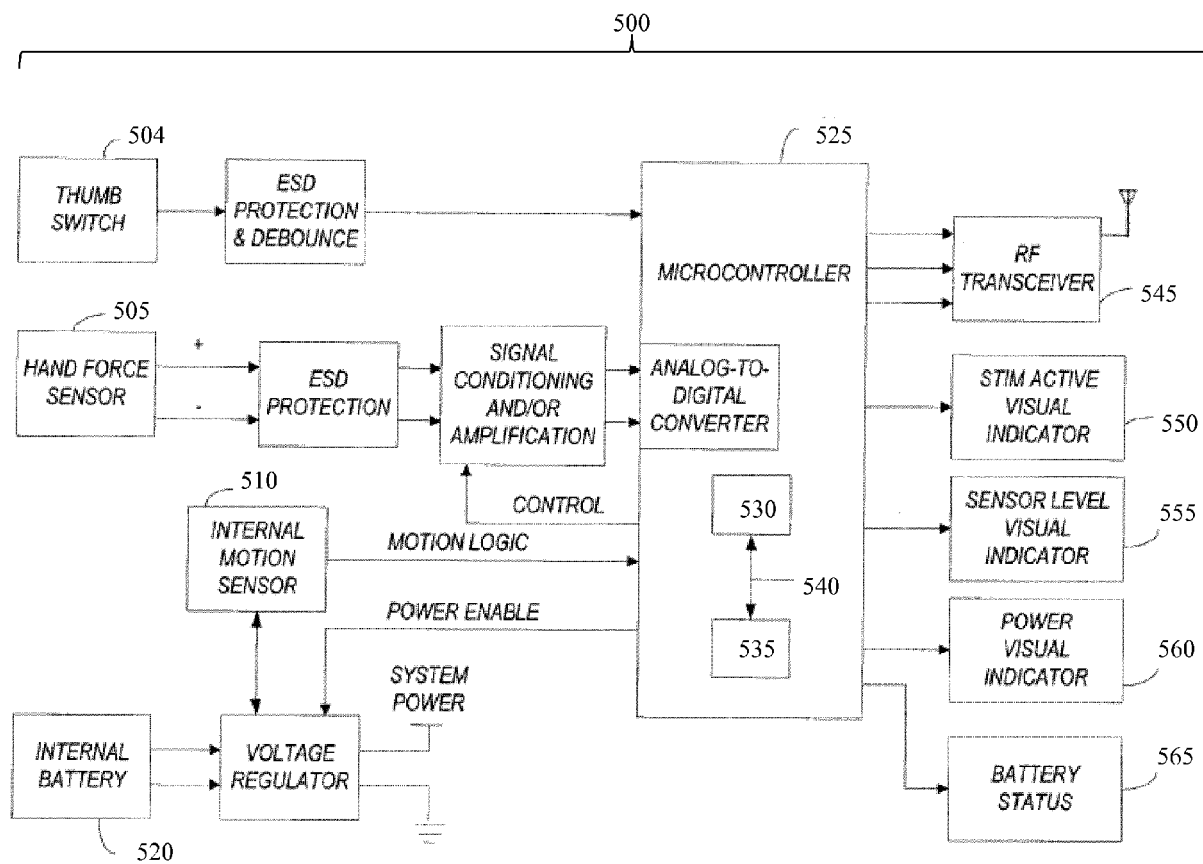 500
504
525
THUMB
SWITCH
ESD
PROTECTION
& DEBOUNCE
MICROCONTROLLER
RF
TRANSCEIVER
545
505
HAND FORCE
SENSOR
+
-
ESD
PROTECTION
SIGNAL
CONDITIONING
AND/OR
AMPLIFICATION
ANALOG-TO-
DIGITAL
CONVERTER
STIM ACTIVE
VISUAL
INDICATOR
550
510
INTERNAL
MOTION
SENSOR
CONTROL
MOTION LOGIC
530
540
535
SENSOR LEVEL
VISUAL
INDICATOR
555
POWER ENABLE
POWER
VISUAL
INDICATOR
560
SYSTEM
POWER
INTERNAL
BATTERY
520
VOLTAGE
REGULATOR
BATTERY
STATUS
565